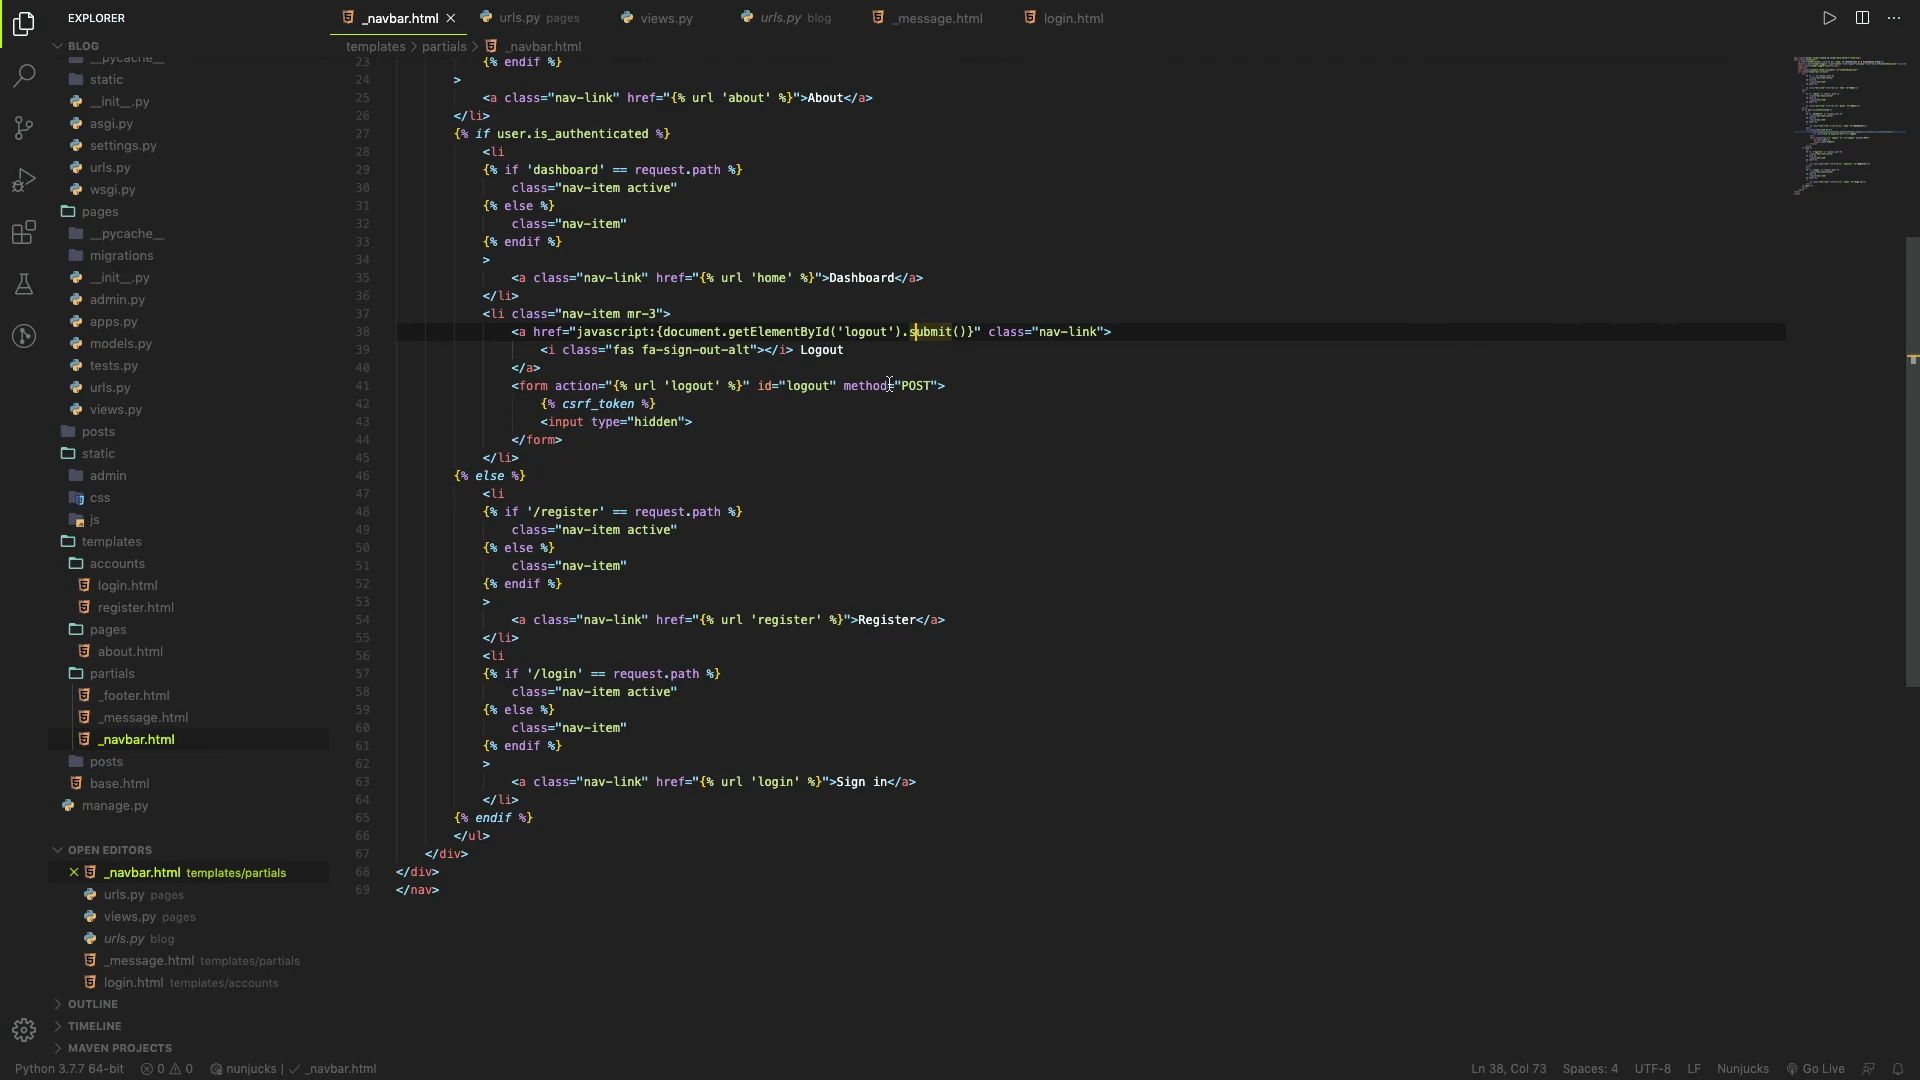 EXPLORER
_navbar.html
urls.py pages
views.py
urls.py blog
_message.html
login.html
BLOG
templates > partials > _navbar.html
__pycache__
static
__init__.py
asgi.py
settings.py
urls.py
wsgi.py
pages
__pycache__
migrations
__init__.py
admin.py
apps.py
models.py
tests.py
urls.py
views.py
posts
static
admin
css
js
templates
accounts
login.html
register.html
pages
about.html
partials
_footer.html
_message.html
_navbar.html
posts
base.html
manage.py
OPEN EDITORS
_navbar.html templates/partials
urls.py pages
views.py pages
urls.py blog
_message.html templates/partials
login.html templates/accounts
OUTLINE
TIMELINE
MAVEN PROJECTS
23 {% endif %}
24 >
25 <a class="nav-link" href="{% url 'about' %}">About</a>
26 </li>
27 {% if user.is_authenticated %}
28 <li
29 {% if 'dashboard' == request.path %}
30 class="nav-item active"
31 {% else %}
32 class="nav-item"
33 {% endif %}
34 >
35 <a class="nav-link" href="{% url 'home' %}">Dashboard</a>
36 </li>
37 <li class="nav-item mr-3">
38 <a href="javascript:{document.getElementById('logout').submit()}" class="nav-link">
39 <i class="fas fa-sign-out-alt"></i> Logout
40 </a>
41 <form action="{% url 'logout' %}" id="logout" method="POST">
42 {% csrf_token %}
43 <input type="hidden">
44 </form>
45 </li>
46 {% else %}
47 <li
48 {% if '/register' == request.path %}
49 class="nav-item active"
50 {% else %}
51 class="nav-item"
52 {% endif %}
53 >
54 <a class="nav-link" href="{% url 'register' %}">Register</a>
55 </li>
56 <li
57 {% if '/login' == request.path %}
58 class="nav-item active"
59 {% else %}
60 class="nav-item"
61 {% endif %}
62 >
63 <a class="nav-link" href="{% url 'login' %}">Sign in</a>
64 </li>
65 {% endif %}
66 </ul>
67 </div>
68 </div>
69 </nav>
Python 3.7.7 64-bit 0 0 nunjucks | ✓ _navbar.html Ln 38, Col 73 Spaces: 4 UTF-8 LF Nunjucks Go Live